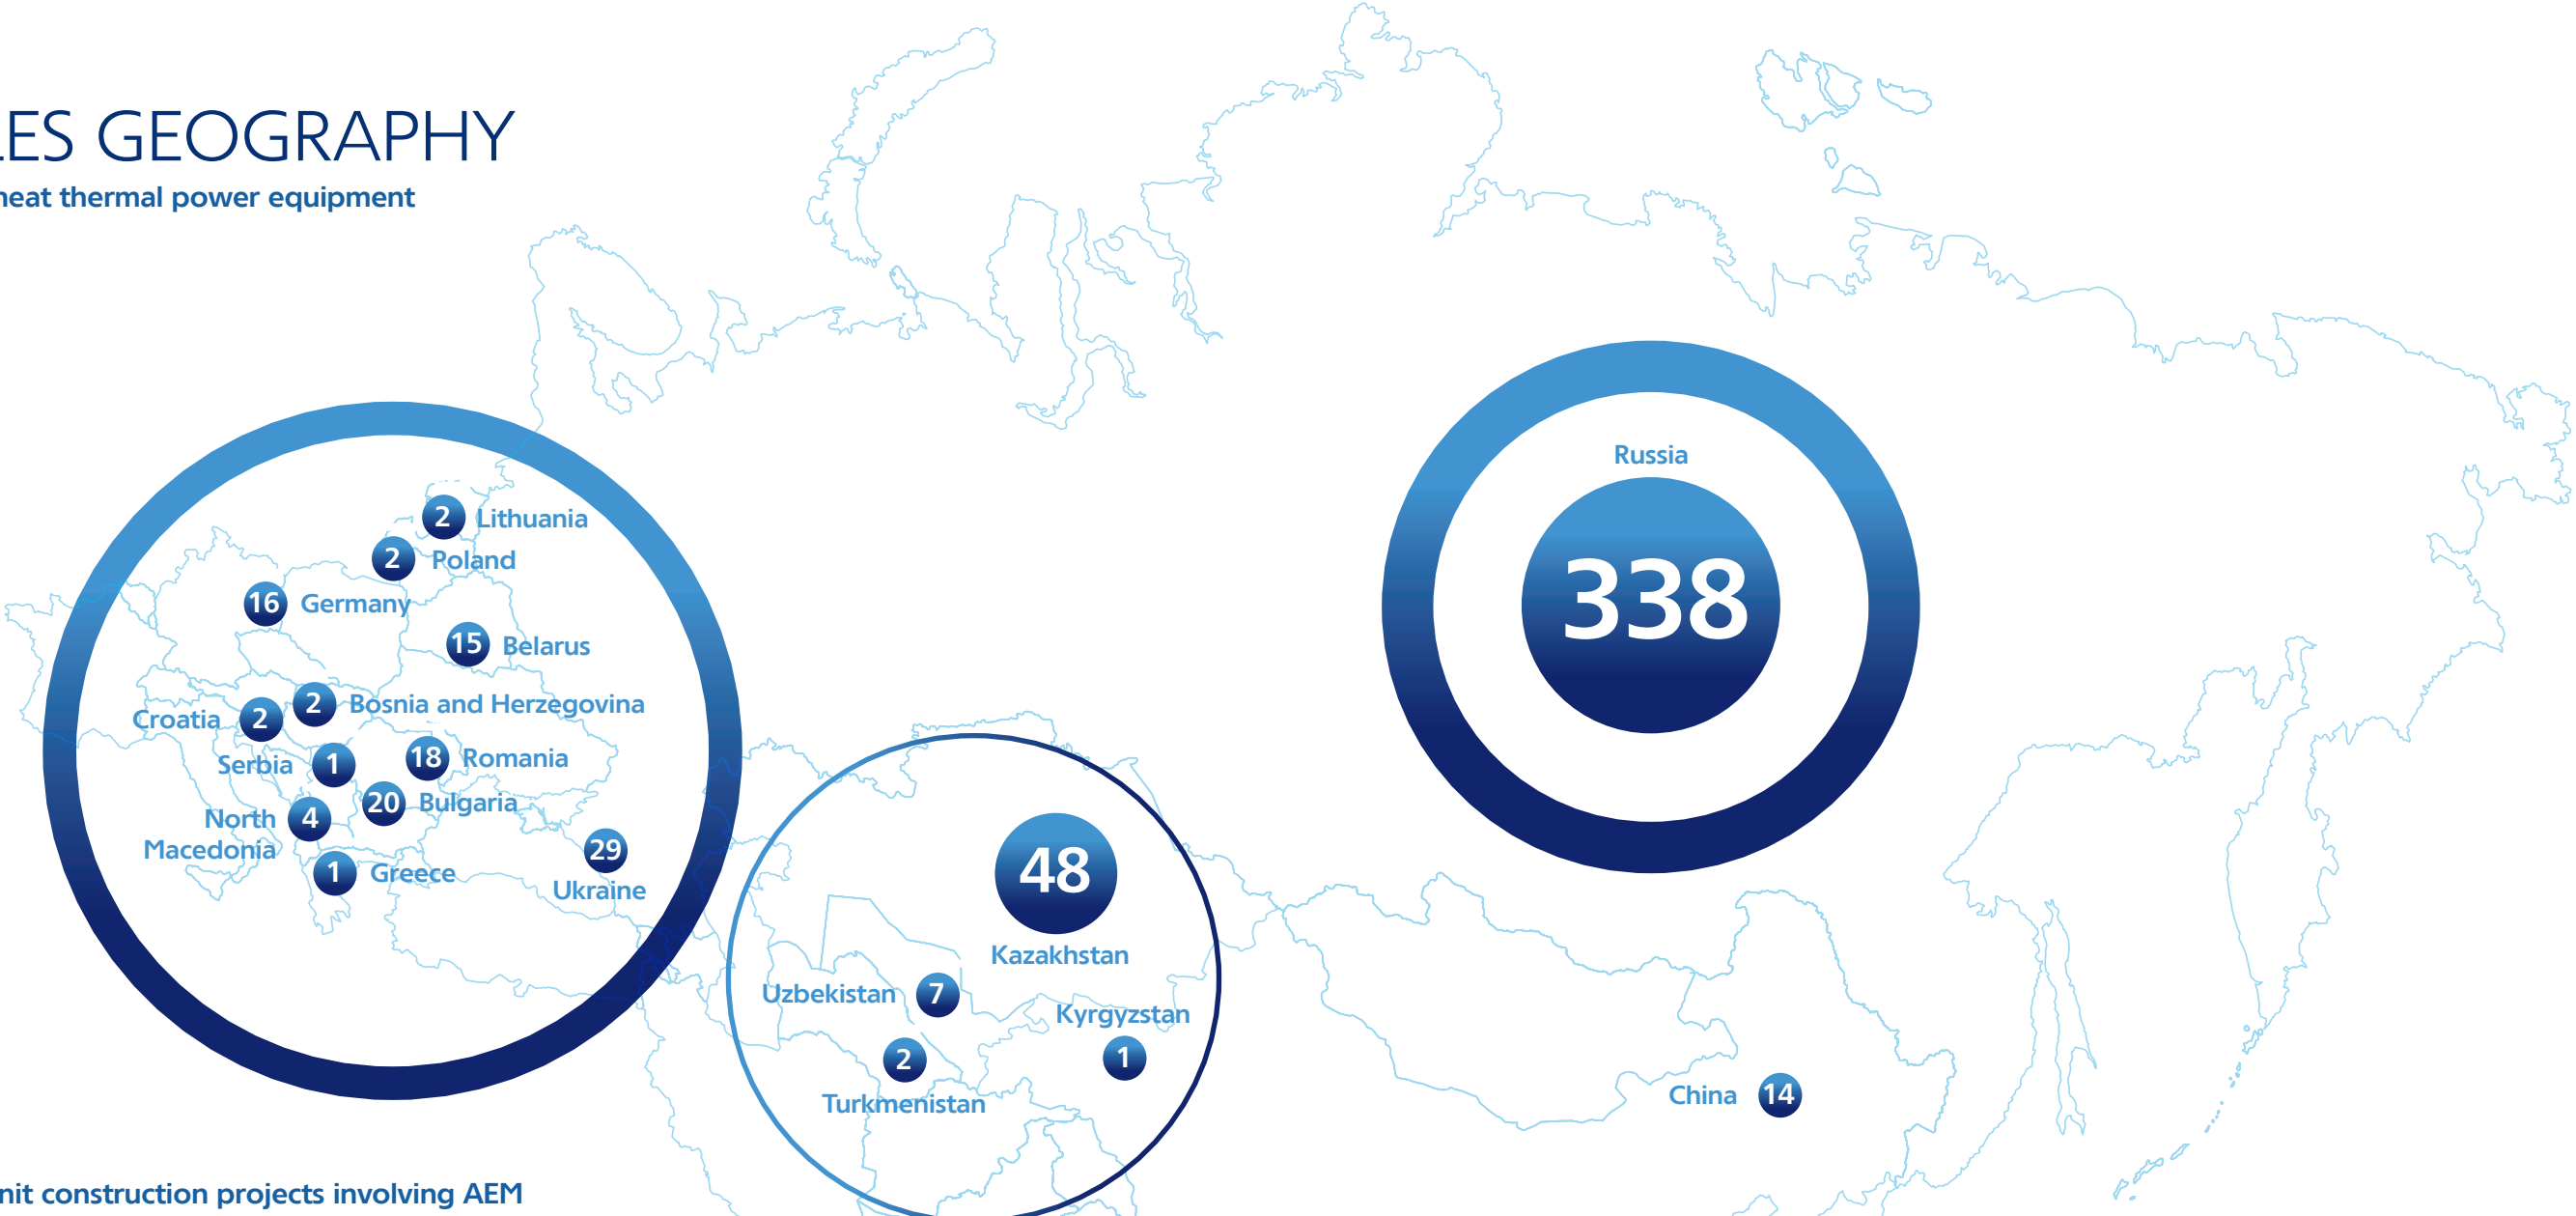 ES GEOGRAPHY
heat thermal power equipment
2 Lithuania
2 Poland
16 Germany
15 Belarus
2 Bosnia and Herzegovina
Croatia 2
Serbia 1
18 Romania
20 Bulgaria
North 4
Macedonia
1 Greece
29
Ukraine
Russia
338
48
Kazakhstan
Uzbekistan 7
Kyrgyzstan
1
2
Turkmenistan
China 14
nit construction projects involving AEM